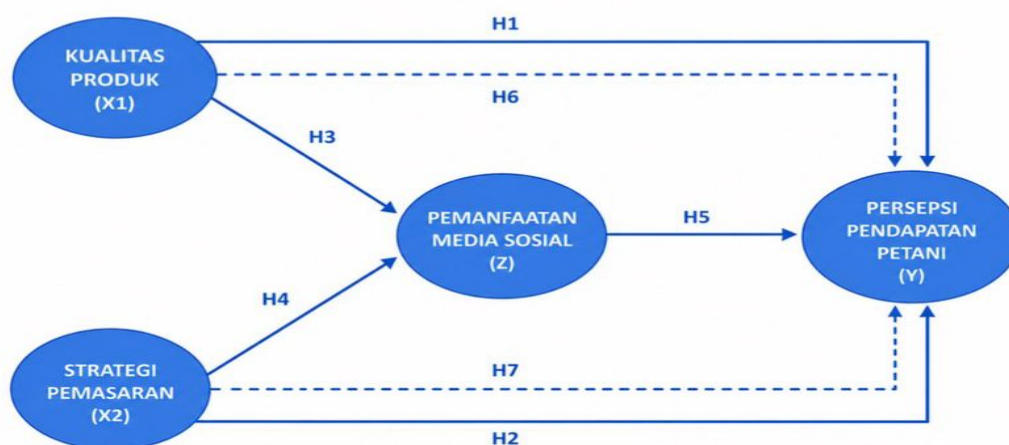 H1
KUALITAS
PRODUK
(X1)
H6
H3
PEMANFAATAN
MEDIA SOSIAL
(Z)
H5
PERSEPSI
PENDAPATAN
PETANI
(Y)
H4
STRATEGI
PEMASARAN
(X2)
H7
H2